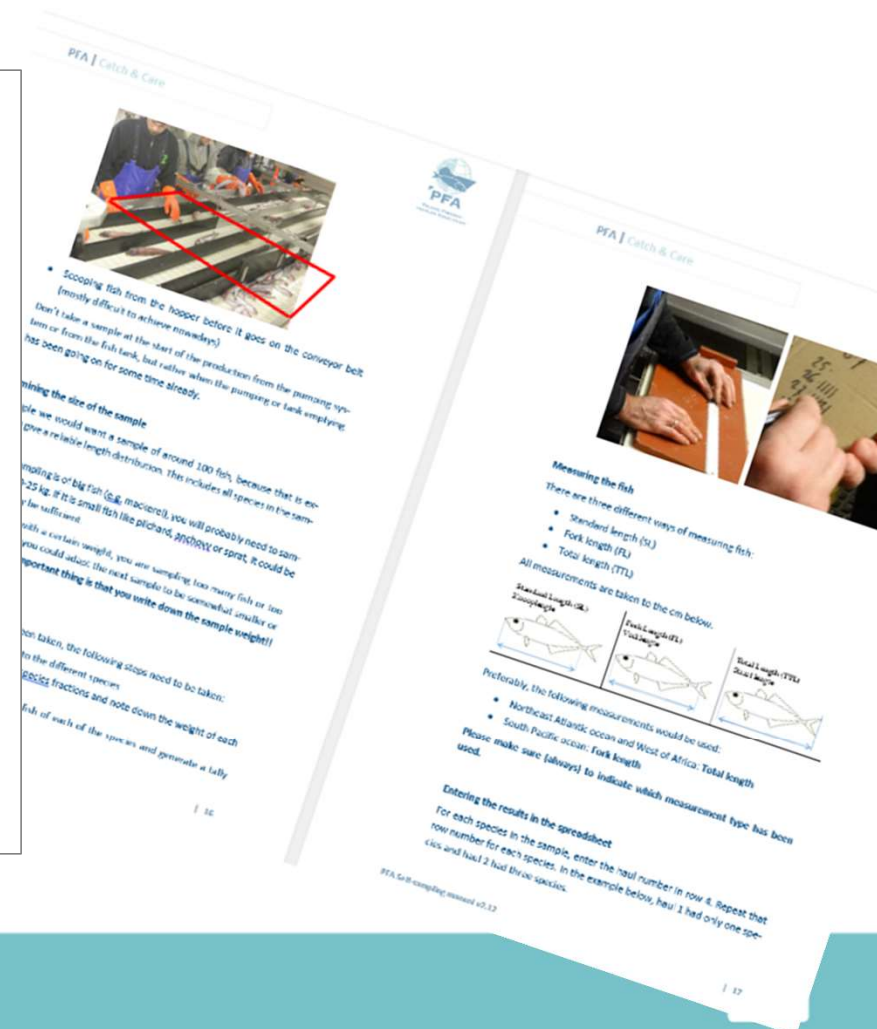 PFA | Catch & Care
• Scooping fish from the hopper before it goes on the conveyor belt
(mostly difficult to achieve nowadays)
Don't take a sample at the start of the production from the pumping sys-
tem or from the fish tank, but rather when the pumping or tank emptying
has been going on for some time already.
mining the size of the sample
ple we would want a sample of around 100 fish, because that is ex-
give a reliable length distribution. This includes all species in the sam-
mpling is of big fish (e.g. mackerel), you will probably need to sam-
-25 kg. If it is small fish like pilchard, anchovy or sprat, it could be
be sufficient
with a certain weight, you are sampling too many fish or too
you could adapt the next sample to be somewhat smaller or
mportant thing is that you write down the sample weight!!
en taken, the following steps need to be taken:
to the different species
pecies fractions and note down the weight of each
fish of each of the species and generate a tally
| 16
PFA
PFA | Catch & Care
25
26
27
Measuring the fish
There are three different ways of measuring fish:
• Standard length (SL)
• Fork length (FL)
• Total length (TTL)
All measurements are taken to the cm below.
Standard Length (SL)
Fork Length (FL)
Total Length (TTL)
Preferably, the following measurements would be used:
• Northeast Atlantic ocean and West of Africa: Total length
• South Pacific ocean: Fork length
Please make sure (always) to indicate which measurement type has been
used.
Entering the results in the spreadsheet
For each species in the sample, enter the haul number in row 4. Repeat that
row number for each species. In the example below, haul 1 had only one spe-
cies and haul 2 had three species.
PFA Self-sampling manual v2.12
| 17